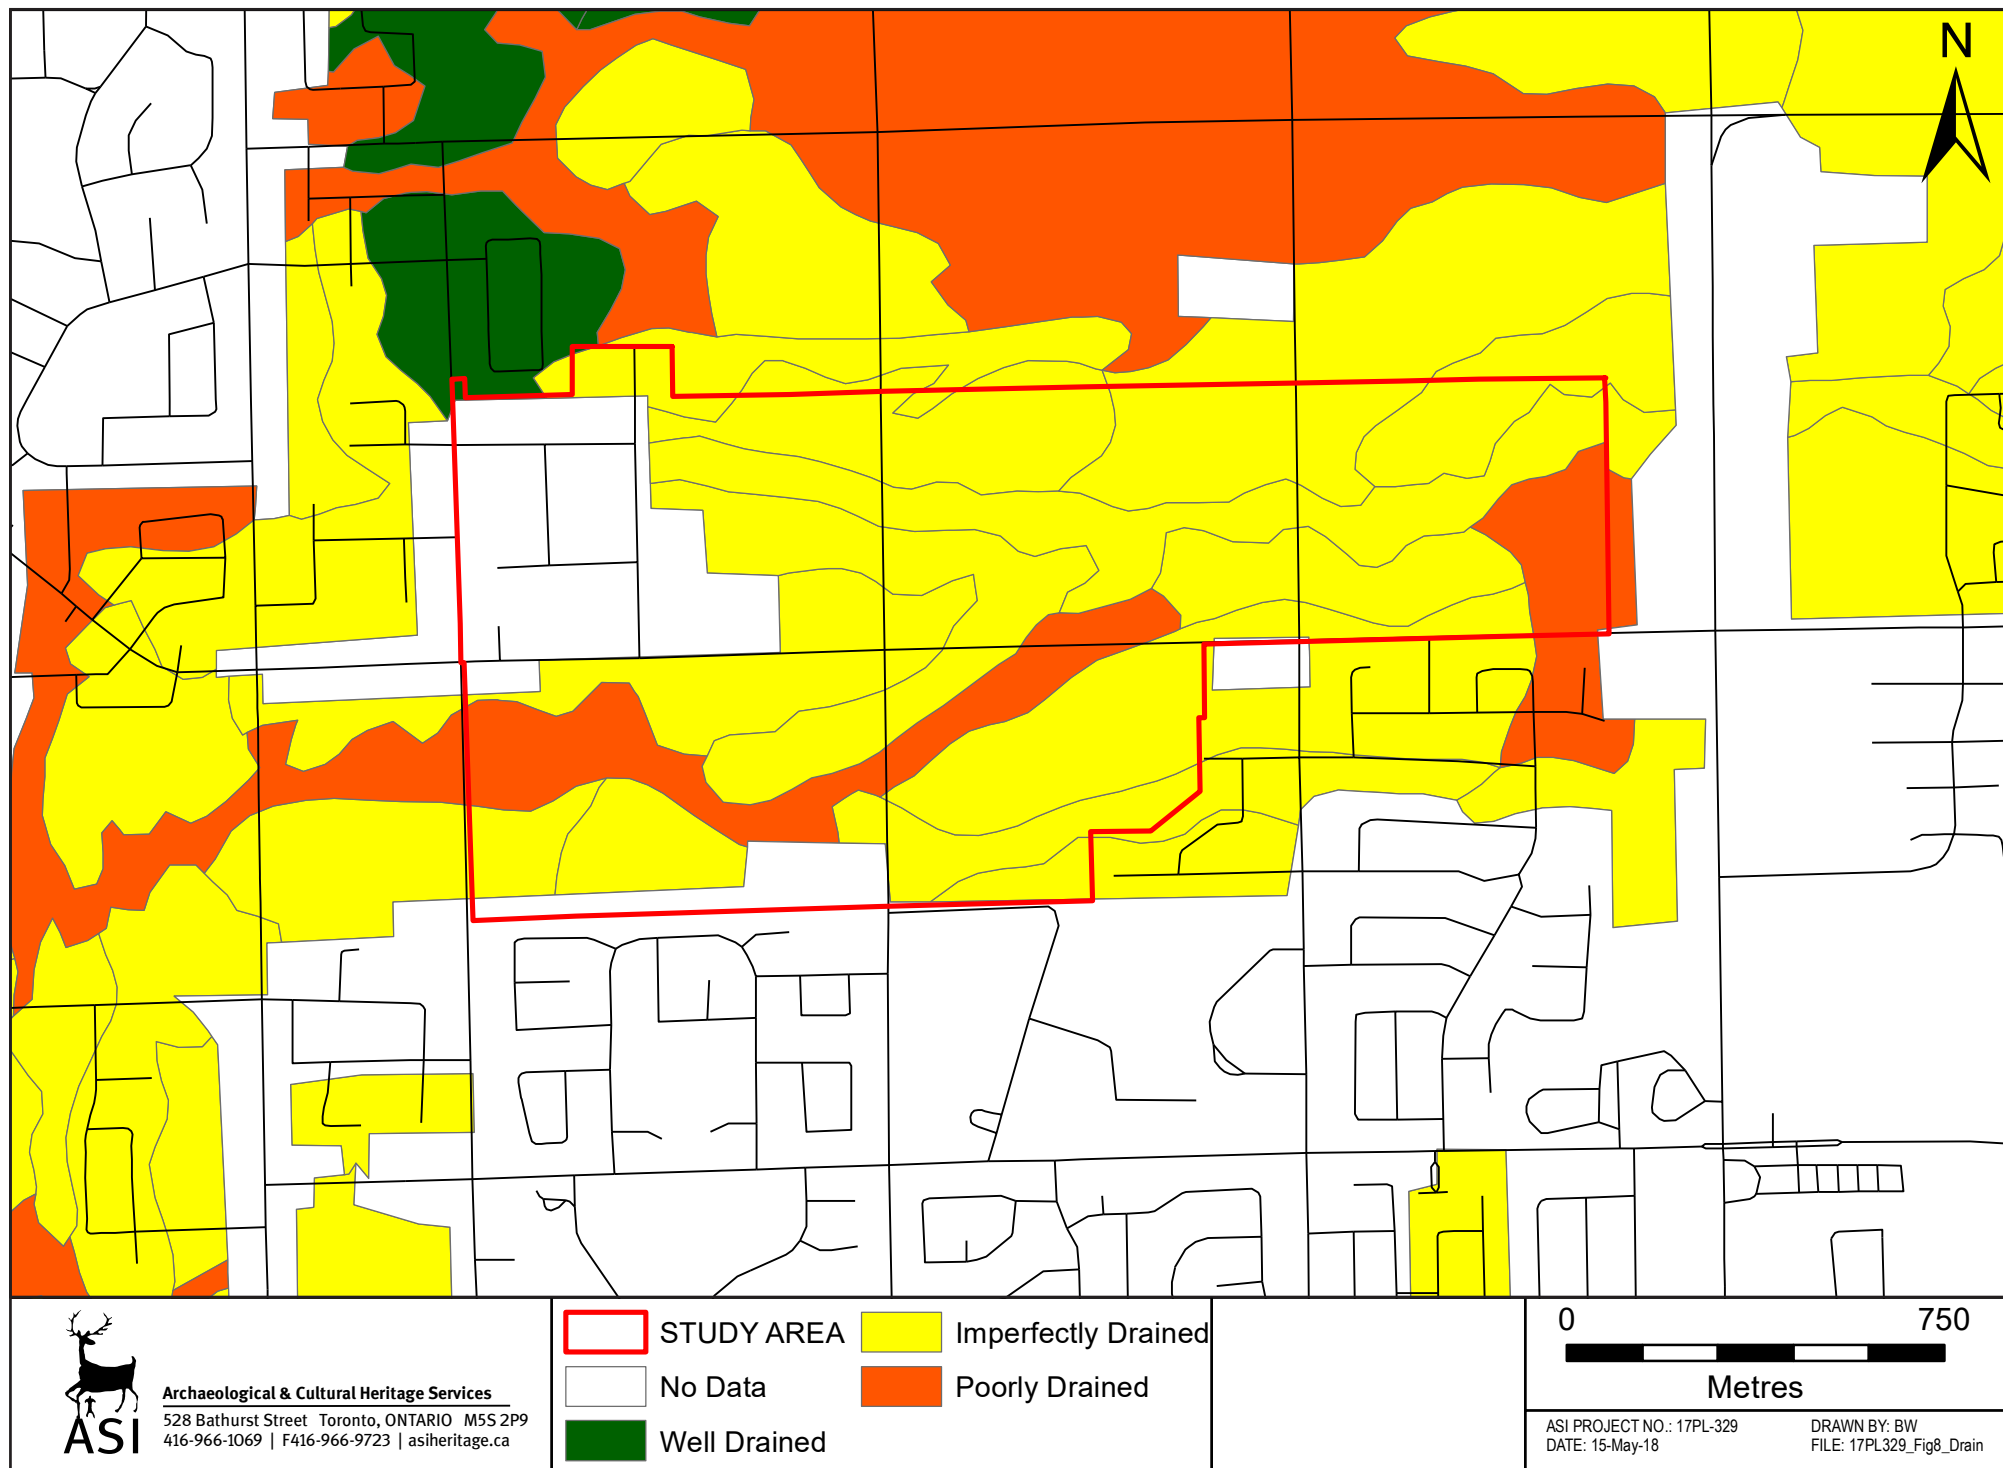 N
ASI
Archaeological & Cultural Heritage Services
528 Bathurst Street Toronto, ONTARIO M5S 2P9
416-966-1069 | F416-966-9723 | asiheritage.ca
STUDY AREA
No Data
Well Drained
Imperfectly Drained
Poorly Drained
0 750
Metres
ASI PROJECT NO.: 17PL-329 DRAWN BY: BW
DATE: 15-May-18 FILE: 17PL329_Fig8_Drain